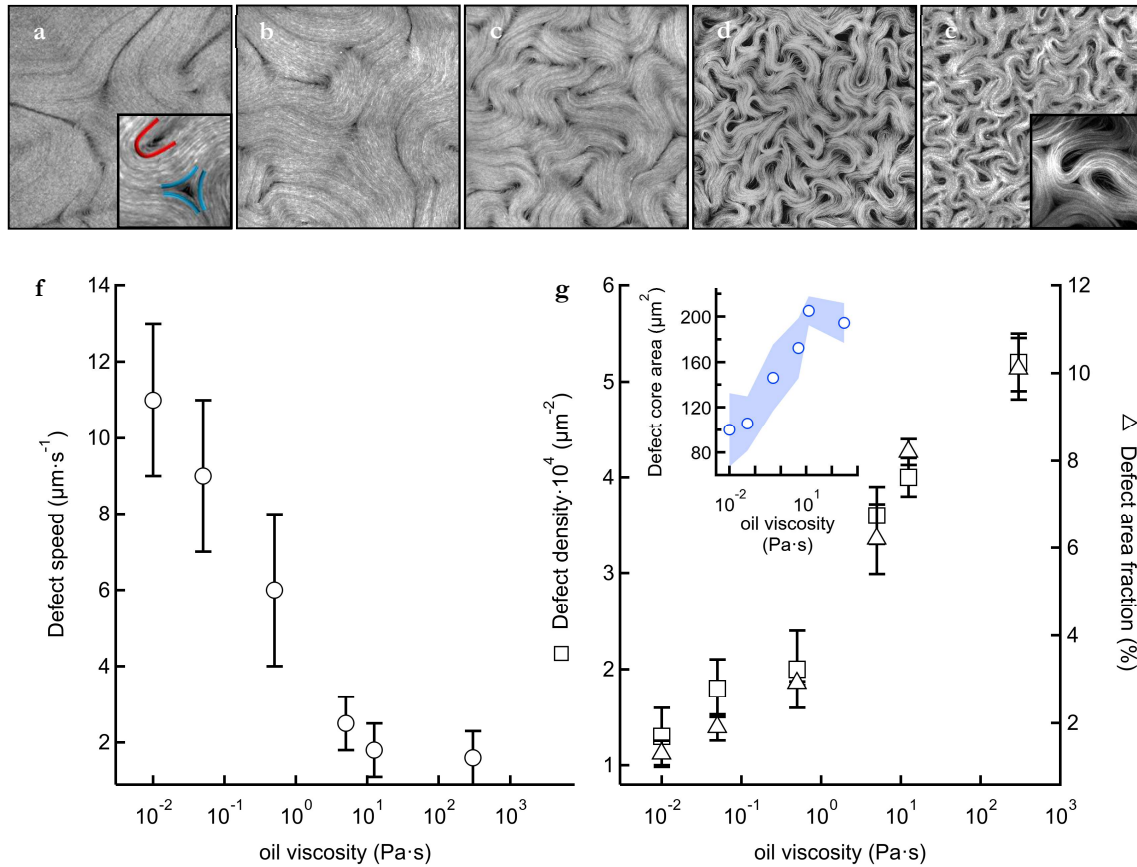 a
b
c
d
e
f
14
12
10
8
6
4
2
Defect speed (µm·s⁻¹)
10⁻²
10⁻¹
10⁰
10¹
10²
10³
oil viscosity (Pa·s)
g
6
5
4
3
2
1
□ Defect density·10⁴ (µm⁻²)
200
160
120
80
Defect core area (µm²)
10⁻²
10¹
oil viscosity
(Pa·s)
12
10
8
6
4
2
△ Defect area fraction (%)
10⁻²
10⁻¹
10⁰
10¹
10²
10³
oil viscosity (Pa·s)